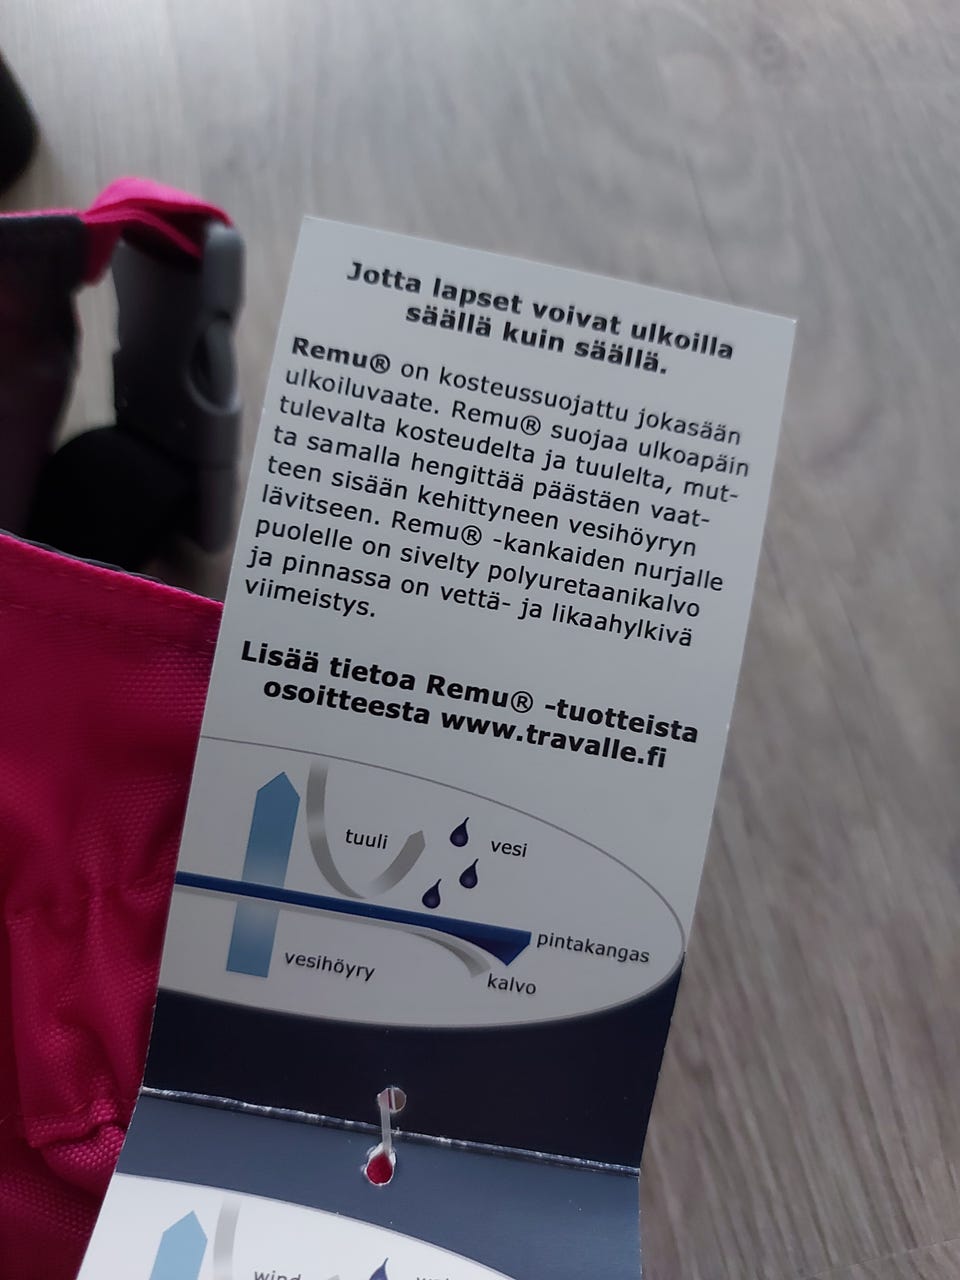 Jotta lapset voivat ulkoilla
säällä kuin säällä.
Remu® on kosteussuojattu jokasään
ulkoiluvaate. Remu® suojaa ulkoapäin
tulevalta kosteudelta ja tuulelta, mut-
ta samalla hengittää päästäen vaat-
teen sisään kehittyneen vesihöyryn
lävitseen. Remu® -kankaiden nurjalle
puolelle on sivelty polyuretaanikalvo
ja pinnassa on vettä- ja likaahylkivä
viimeistys.
Lisää tietoa Remu® -tuotteista
osoitteesta www.travalle.fi
tuuli
vesi
pintakangas
vesihöyry
kalvo
wind